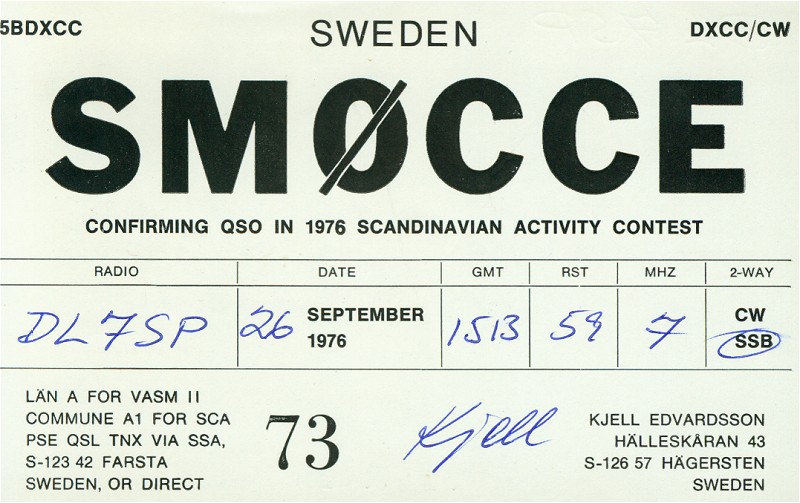 5BDXCC SWEDEN DXCC/CW
SMØCCE
CONFIRMING QSO IN 1976 SCANDINAVIAN ACTIVITY CONTEST
RADIO DATE GMT RST MHZ 2-WAY
DL7SP 26 SEPTEMBER 1976 1513 59 7 CW SSB
LÄN A FOR VASM II
COMMUNE A1 FOR SCA
PSE QSL TNX VIA SSA,
S-123 42 FARSTA
SWEDEN, OR DIRECT
73
Kjell
KJELL EDVARDSSON
HÄLLESKÅRAN 43
S-126 57 HÄGERSTEN
SWEDEN